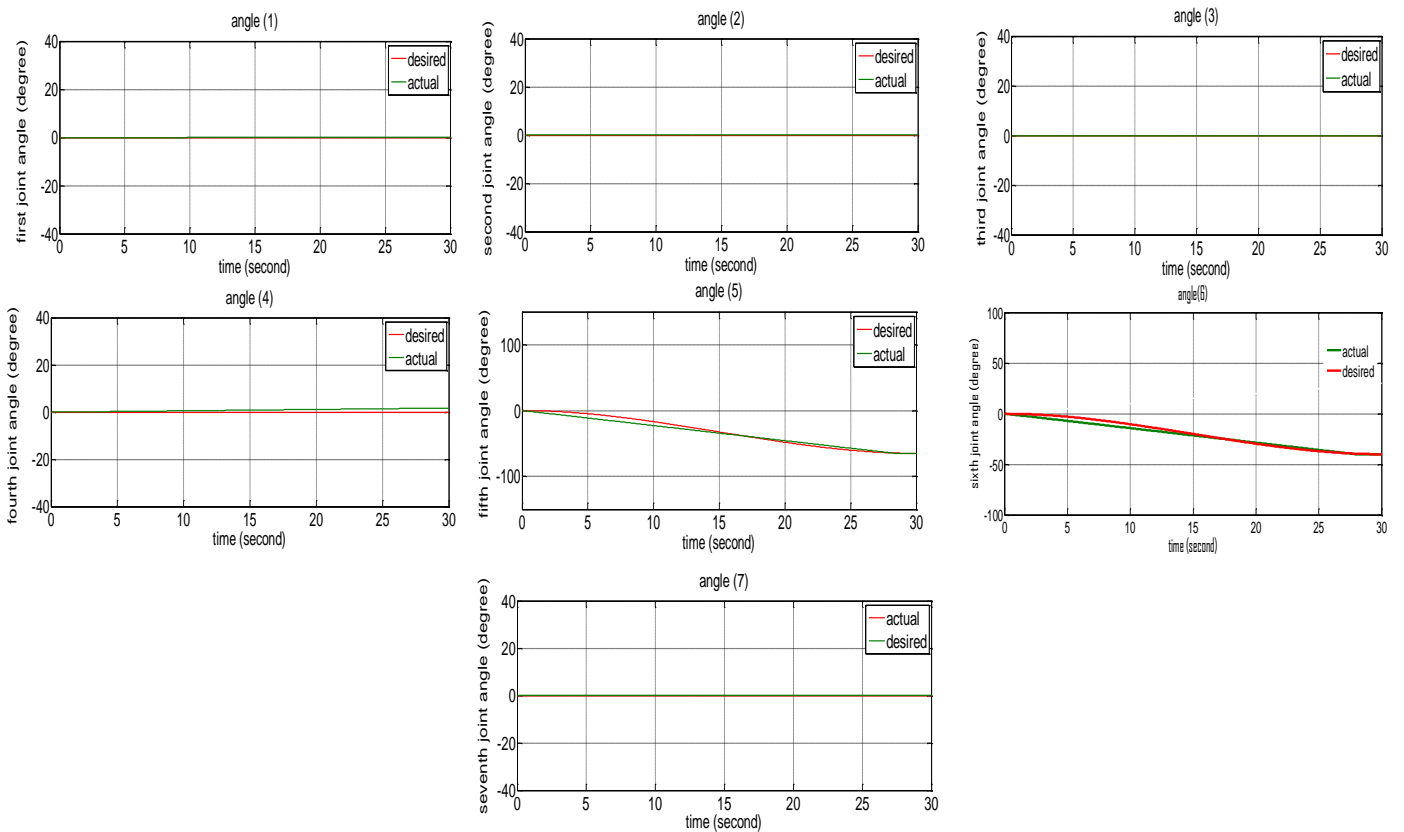 angle (1)
first joint angle (degree)
40
20
0
-20
-40
desired
actual
0 5 10 15 20 25 30
time (second)
angle (2)
second joint angle (degree)
40
20
0
-20
-40
desired
actual
0 5 10 15 20 25 30
time (second)
angle (3)
third joint angle (degree)
40
20
0
-20
-40
desired
actual
0 5 10 15 20 25 30
time (second)
angle (4)
fourth joint angle (degree)
40
20
0
-20
-40
desired
actual
0 5 10 15 20 25 30
time (second)
angle (5)
fifth joint angle (degree)
100
0
-100
desired
actual
0 5 10 15 20 25 30
time (second)
angle(6)
sixth joint angle (degree)
100
50
0
-50
-100
actual
desired
0 5 10 15 20 25 30
time (second)
angle (7)
seventh joint angle (degree)
40
20
0
-20
-40
actual
desired
0 5 10 15 20 25 30
time (second)